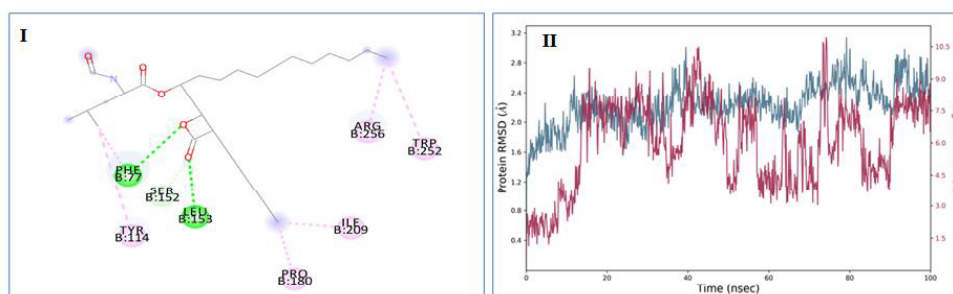 I
O
O
N
O
O
O
PHE
B:77
SER
B:152
LEU
B:153
TYR
B:114
ARG
B:256
TRP
B:252
ILE
B:209
PRO
B:180
II
Protein RMSD (Å)
3.2
2.8
2.4
2.0
1.6
1.2
0.8
0.4
0
20
40
60
80
100
Time (nsec)
10.5
9.0
7.5
6.0
4.5
3.0
1.5